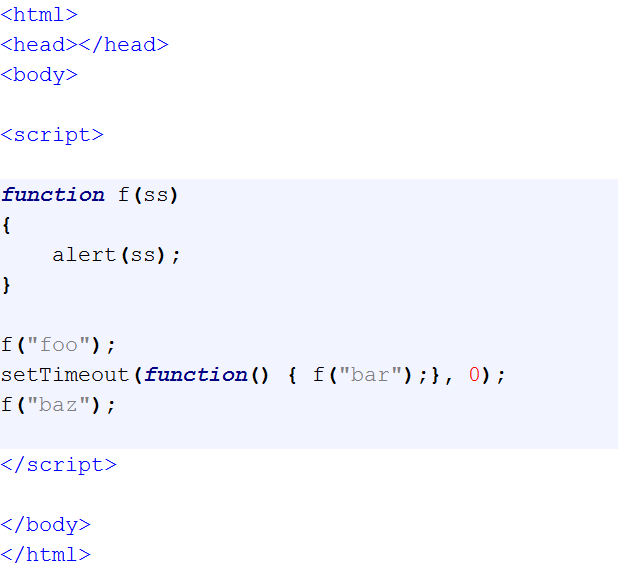 <html>
<head></head>
<body>
<script>
function f(ss)
{
    alert(ss);
}
f("foo");
setTimeout(function() { f("bar");}, 0);
f("baz");
</script>
</body>
</html>